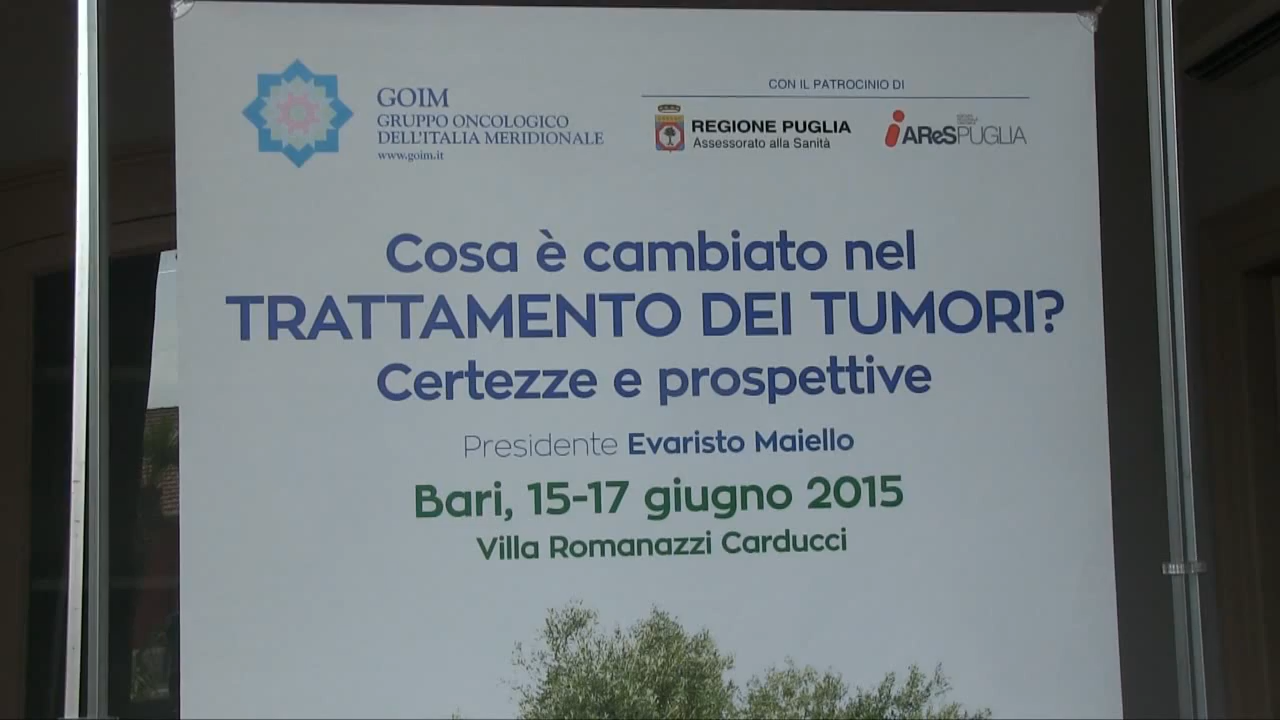 GOIM
GRUPPO ONCOLOGICO
DELL'ITALIA MERIDIONALE
www.goim.it
CON IL PATROCINIO DI
REGIONE PUGLIA
Assessorato alla Sanità
AReSPUGLIA
Cosa è cambiato nel
TRATTAMENTO DEI TUMORI?
Certezze e prospettive
Presidente Evaristo Maiello
Bari, 15-17 giugno 2015
Villa Romanazzi Carducci